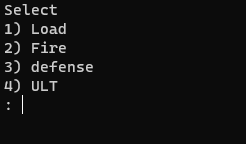 Select
1) Load
2) Fire
3) defense
4) ULT
: